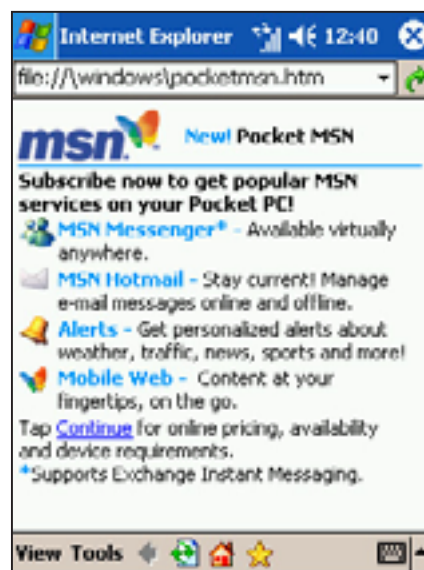 Internet Explorer 12:40
file://\windows\pocketmsn.htm
msn New! Pocket MSN
Subscribe now to get popular MSN
services on your Pocket PC!
MSN Messenger* - Available virtually
anywhere.
MSN Hotmail - Stay current! Manage
e-mail messages online and offline.
Alerts - Get personalized alerts about
weather, traffic, news, sports and more!
Mobile Web - Content at your
fingertips, on the go.
Tap Continue for online pricing, availability
and device requirements.
*Supports Exchange Instant Messaging.
View Tools